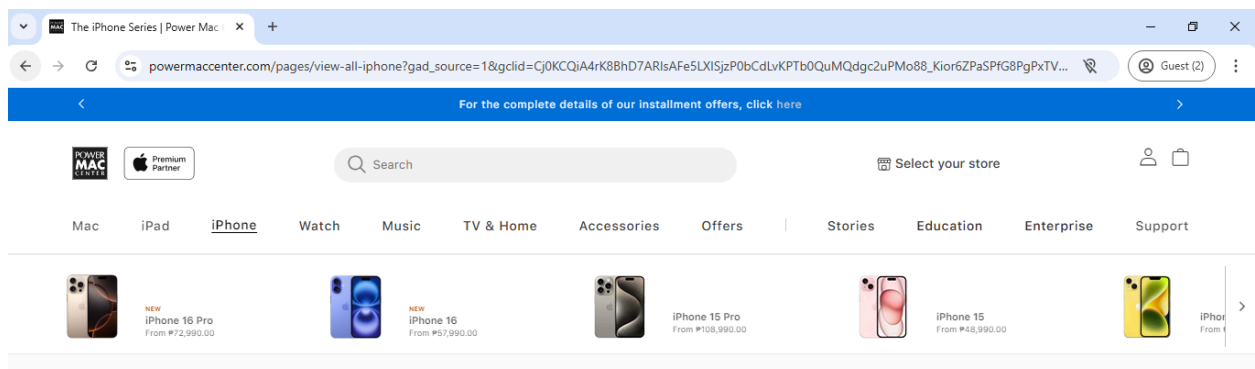 The iPhone Series | Power Mac
powermaccenter.com/pages/view-all-iphone?gad_source=1&gclid=Cj0KCQiA4rK8BhD7ARIsAFe5LXISjzP0bCdLvKPTb0QuMQdgc2uPMo88_Kior6ZPaSPfG8PgPxTV...
Guest (2)
For the complete details of our installment offers, click here
POWER
MAC
CENTER
Premium
Partner
Search
Select your store
Mac iPad iPhone Watch Music TV & Home Accessories Offers Stories Education Enterprise Support
NEW
iPhone 16 Pro
From ₱72,990.00
NEW
iPhone 16
From ₱57,990.00
iPhone 15 Pro
From ₱108,990.00
iPhone 15
From ₱48,990.00
iPhor
From